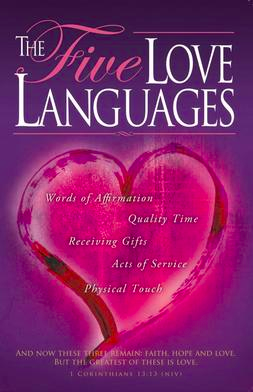 THE Five LOVE
LANGUAGES
Words of Affirmation
Quality Time
Receiving Gifts
Acts of Service
Physical Touch
AND NOW THESE THREE REMAIN: FAITH, HOPE AND LOVE.
BUT THE GREATEST OF THESE IS LOVE.
1 CORINTHIANS 13:13 (NIV)